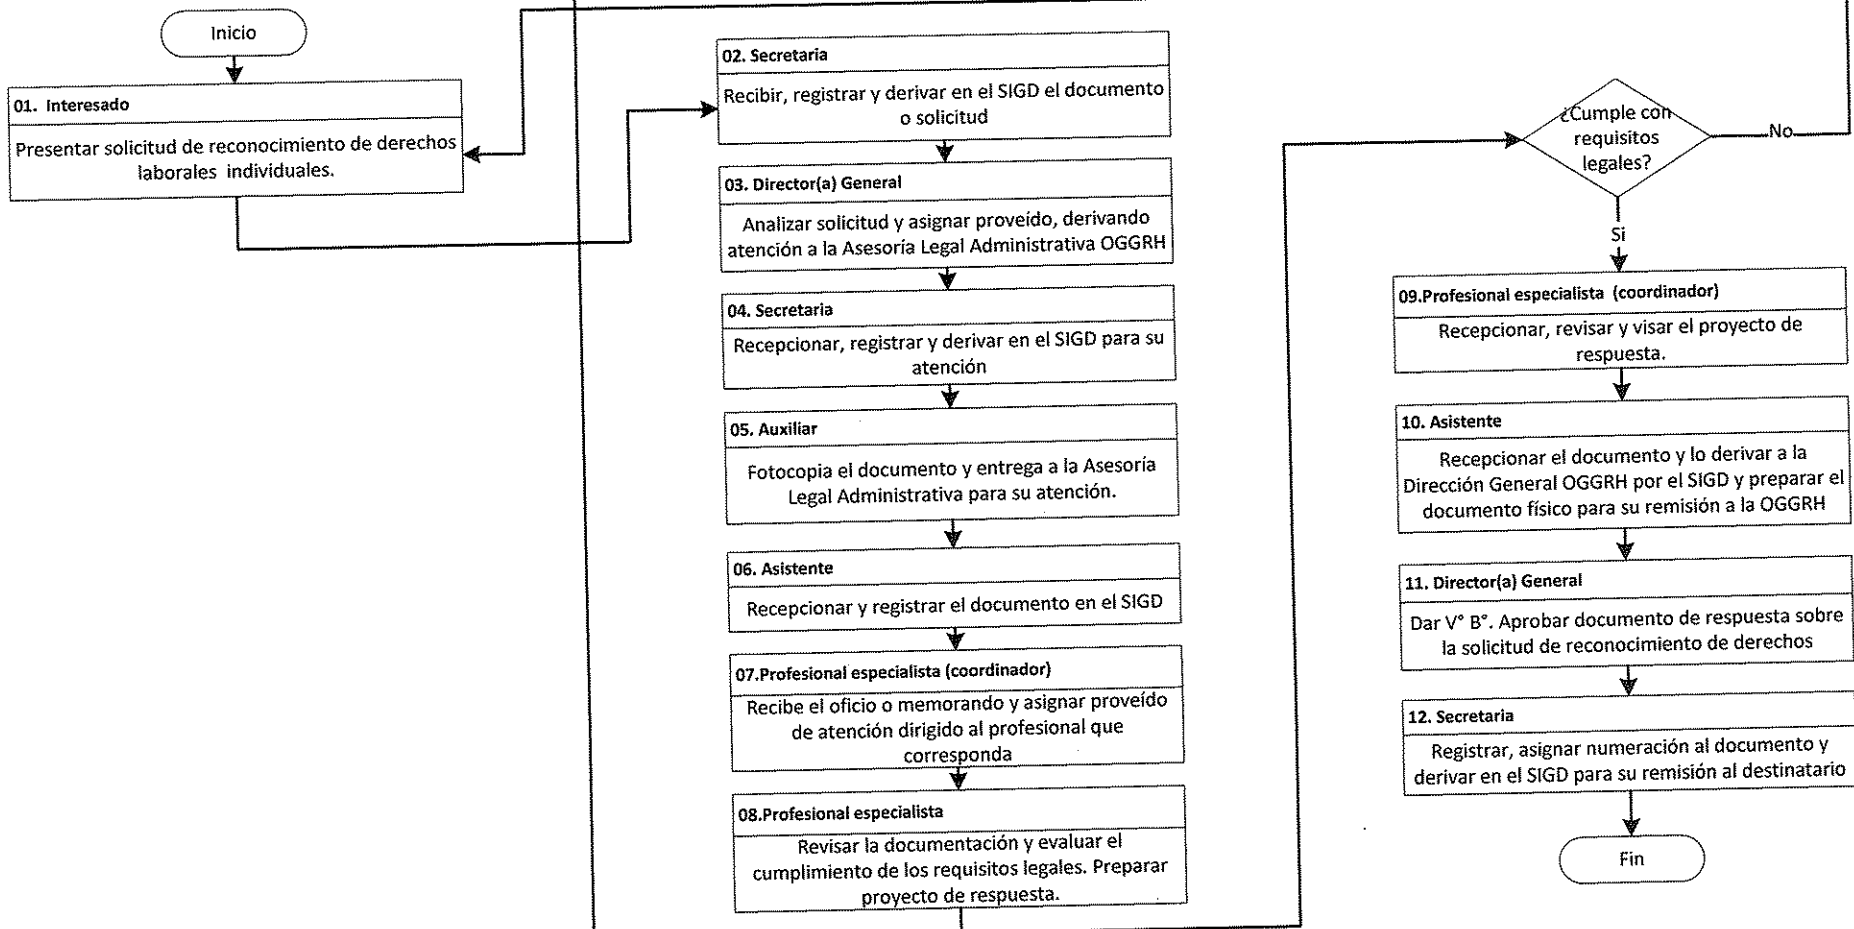 Inicio
01. Interesado
Presentar solicitud de reconocimiento de derechos
laborales individuales.
02. Secretaria
Recibir, registrar y derivar en el SIGD el documento
o solicitud
03. Director(a) General
Analizar solicitud y asignar proveído, derivando
atención a la Asesoría Legal Administrativa OGGRH
04. Secretaria
Recepcionar, registrar y derivar en el SIGD para su
atención
05. Auxiliar
Fotocopia el documento y entrega a la Asesoría
Legal Administrativa para su atención.
06. Asistente
Recepcionar y registrar el documento en el SIGD
07.Profesional especialista (coordinador)
Recibe el oficio o memorando y asignar proveído
de atención dirigido al profesional que
corresponda
08.Profesional especialista
Revisar la documentación y evaluar el
cumplimiento de los requisitos legales. Preparar
proyecto de respuesta.
¿Cumple con
requisitos
legales?
No
Si
09.Profesional especialista (coordinador)
Recepcionar, revisar y visar el proyecto de
respuesta.
10. Asistente
Recepcionar el documento y lo derivar a la
Dirección General OGGRH por el SIGD y preparar el
documento físico para su remisión a la OGGRH
11. Director(a) General
Dar V° B°. Aprobar documento de respuesta sobre
la solicitud de reconocimiento de derechos
12. Secretaria
Registrar, asignar numeración al documento y
derivar en el SIGD para su remisión al destinatario
Fin